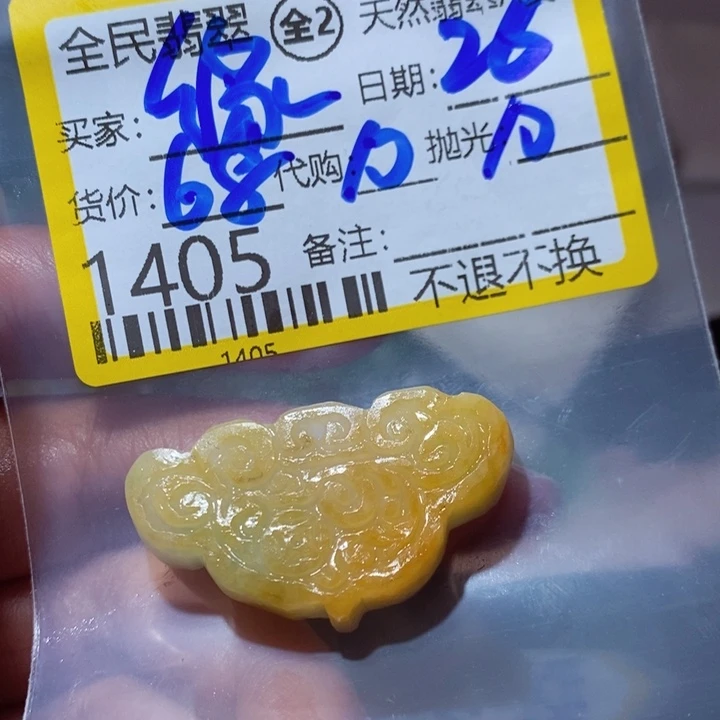 全民翡翠 全2 天然翡翠
买家: 缘 日期: 26
货价: 68 代购 抛光
1405 备注:
不退不换
1405